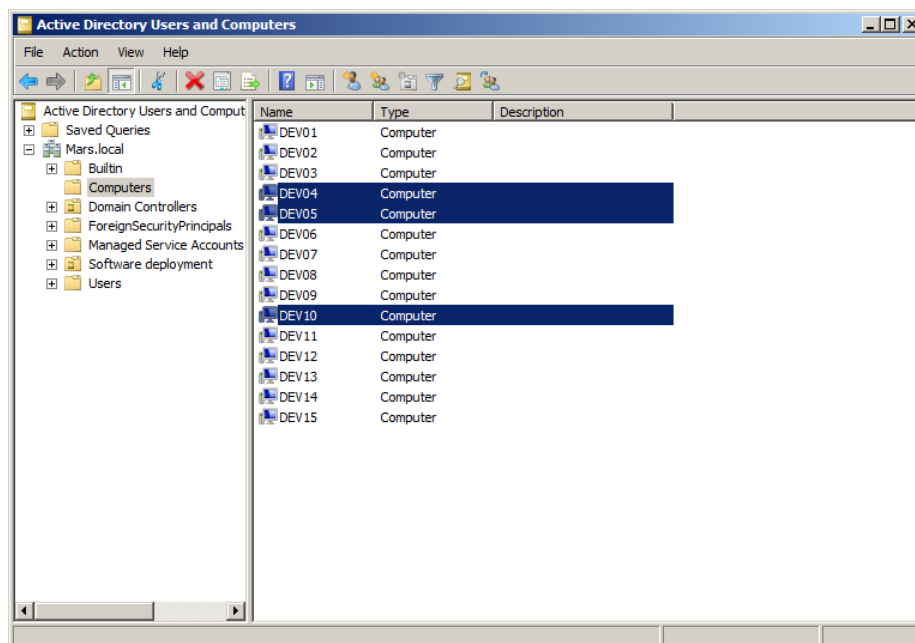 Active Directory Users and Computers
File Action View Help
Active Directory Users and Comput
Saved Queries
Mars.local
Builtin
Computers
Domain Controllers
ForeignSecurityPrincipals
Managed Service Accounts
Software deployment
Users
Name Type Description
DEV01 Computer
DEV02 Computer
DEV03 Computer
DEV04 Computer
DEV05 Computer
DEV06 Computer
DEV07 Computer
DEV08 Computer
DEV09 Computer
DEV10 Computer
DEV11 Computer
DEV12 Computer
DEV13 Computer
DEV14 Computer
DEV15 Computer